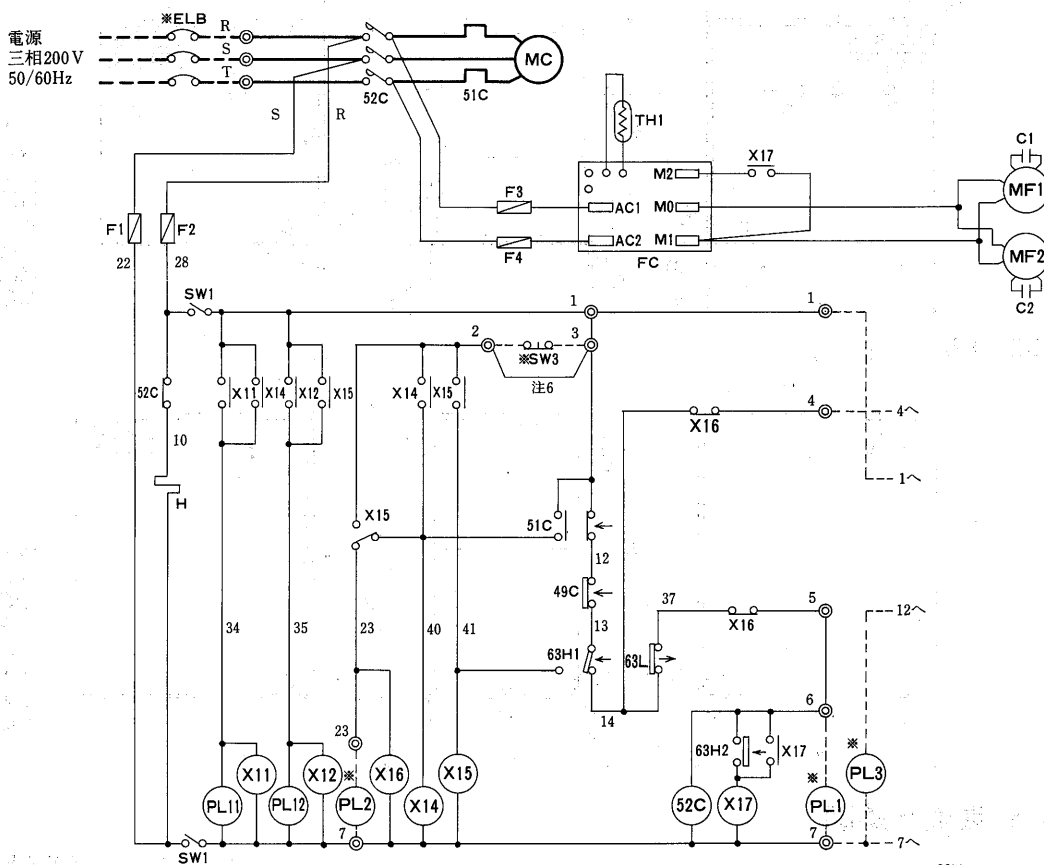 ※ELB
R
電源
三相200V
50/60Hz
S
T
MC
52C
51C
S
R
TH1
X17
C1
M2
MF1
F3
AC1
M0
F1
F2
F4
AC2
M1
MF2
FC
22
28
C2
SW1
1
1
2
3
※SW3
注6
52C
X11
X14
X12
X15
X14
X15
4
4へ
X16
10
1へ
H
X15
51C
12
49C
37
5
12へ
X16
34
35
23
40
41
13
63H1
63L
14
6
23
63H2
X17
※
X11
X12
※
X16
X15
※
PL3
PL11
PL12
PL2
X14
52C
X17
PL1
7
7
7へ
SW1